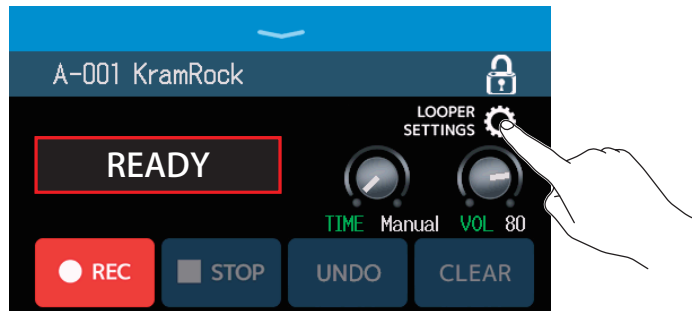 A-001 KramRock
LOOPER
SETTINGS
READY
TIME Manual VOL 80
REC STOP UNDO CLEAR